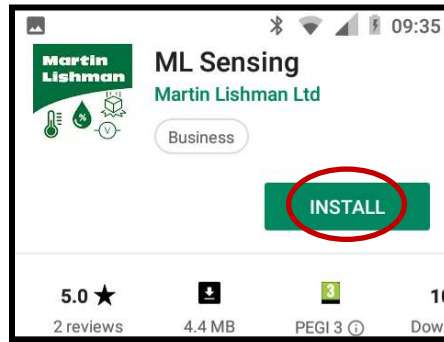 09:35
Martin
Lishman
ML Sensing
Martin Lishman Ltd
%
V
Business
INSTALL
5.0 ★
3
2 reviews
4.4 MB
PEGI 3